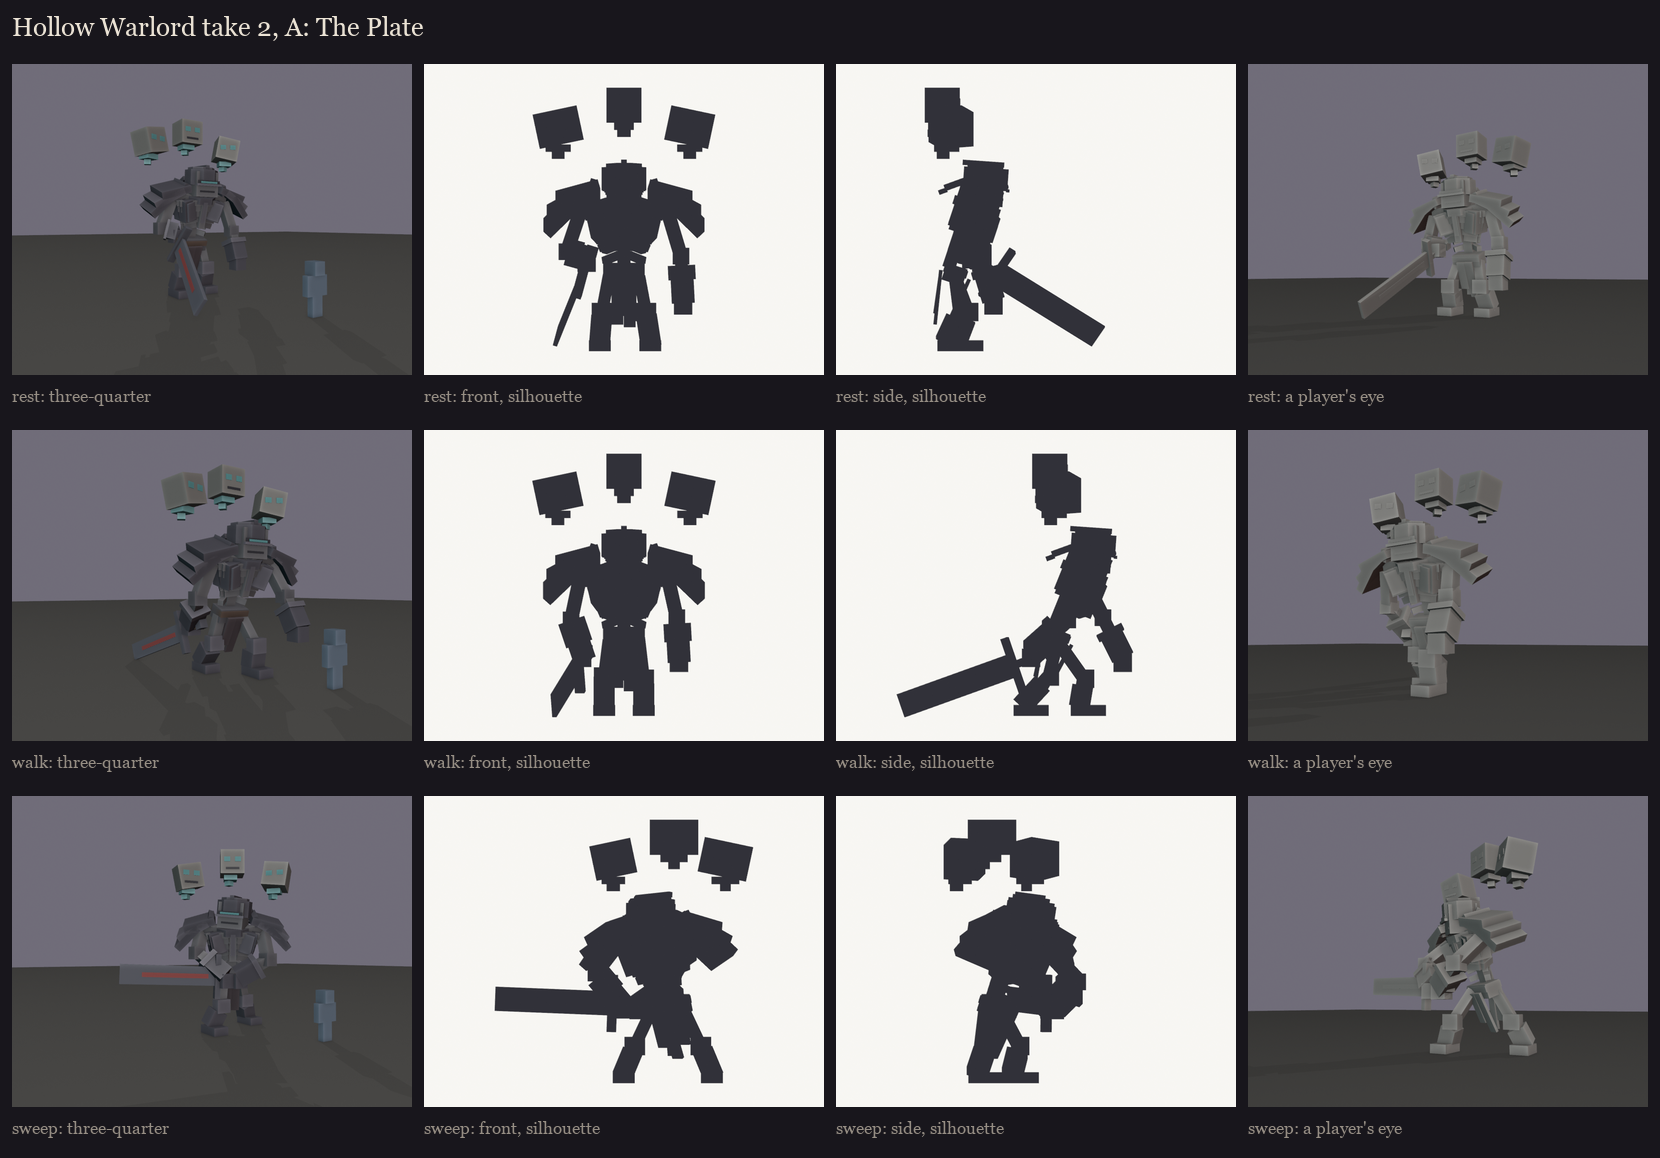 Hollow Warlord take 2, A: The Plate
rest: three-quarter
rest: front, silhouette
rest: side, silhouette
rest: a player's eye
walk: three-quarter
walk: front, silhouette
walk: side, silhouette
walk: a player's eye
sweep: three-quarter
sweep: front, silhouette
sweep: side, silhouette
sweep: a player's eye